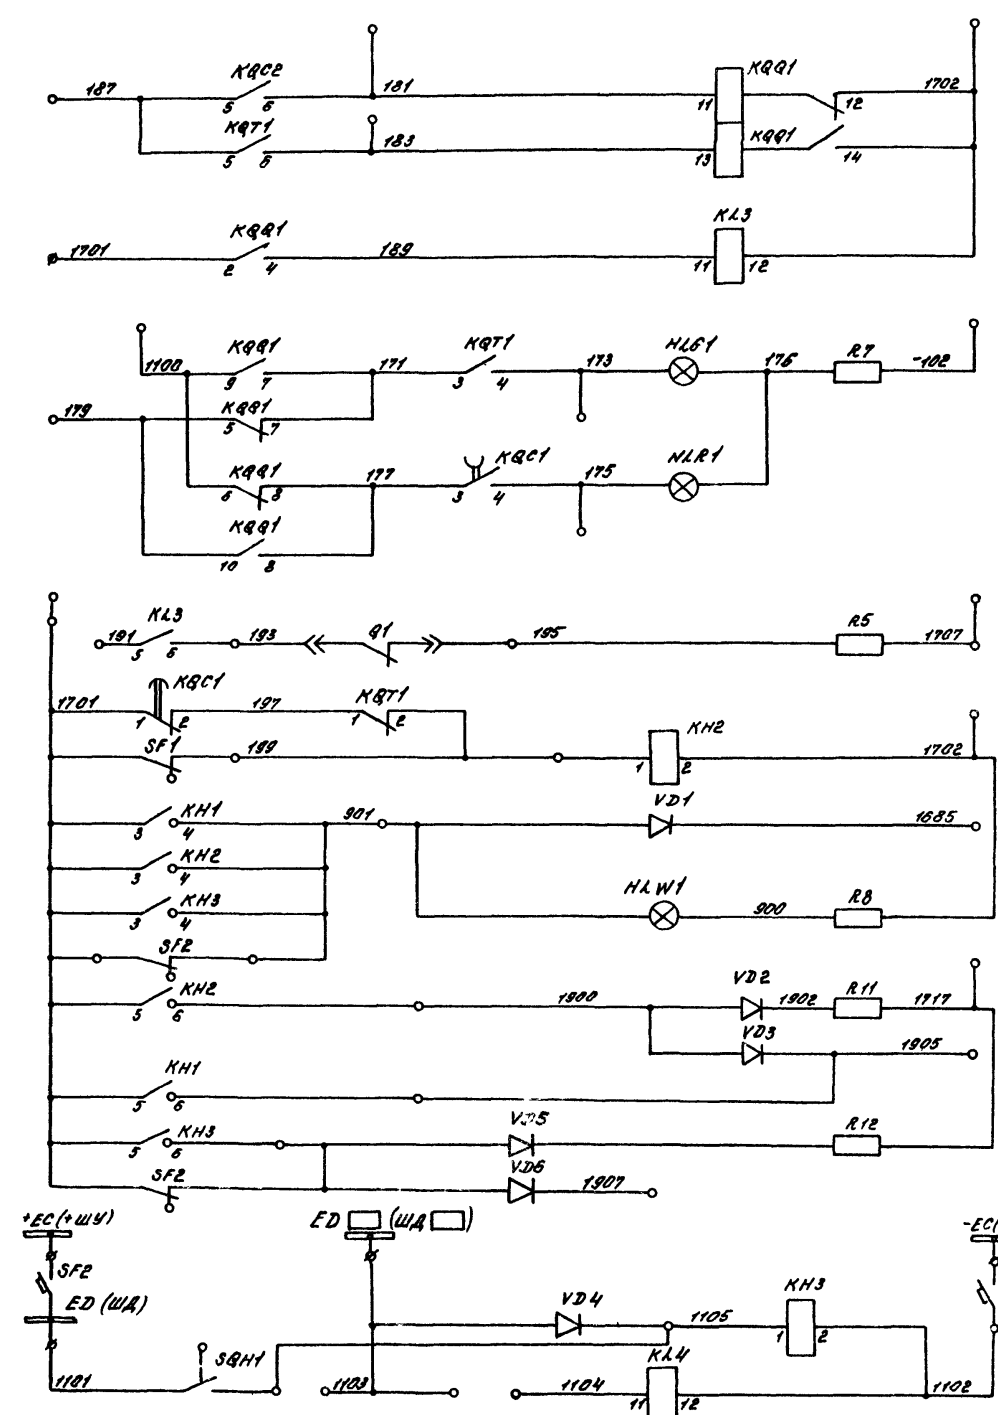 KQC2 KQQ1
187 5 6 181 11 12 1702
KQT1 KQQ1
5 6 183 13 14
KQQ1 KL3
1701 2 4 189 11 12
KQQ1 KQT1 HLG1 R7
1100 9 7 171 3 4 173 176 -102
KQQ1
179 5 7
KQQ1 KQC1 HLR1
6 8 177 3 4 175
KQQ1
10 8
KL3 Q1 R5
191 5 6 193 195 1707
KQC1 KQT1
1701 1 2 197 1 2
SF1 KH2
199 1 2 1702
KH1 VD1
3 4 901 1685
KH2
3 4
KH3 HLW1 R8
3 4 900
SF2
KH2 VD2 R11
5 6 1900 1902 1717
VD3
1905
KH1
5 6
KH3 VD5 R12
5 6
SF2 VD6
1907
+EC(+ШУ) ED (ШД ) -EC(
SF2
ED (ШД) VD4 KH3
1105 1 2
SQH1 KL4
1101 1103 1104 11 12 1102